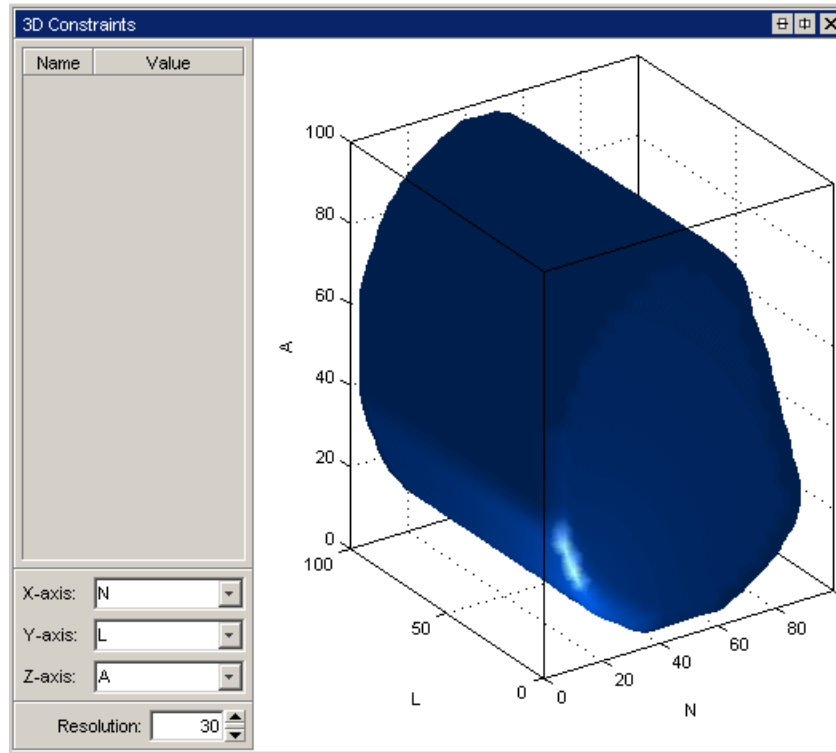 3D Constraints
Name Value
X-axis: N
Y-axis: L
Z-axis: A
Resolution: 30
100
80
60
40
20
0
A
100
50
0
L
0
20
40
60
80
N